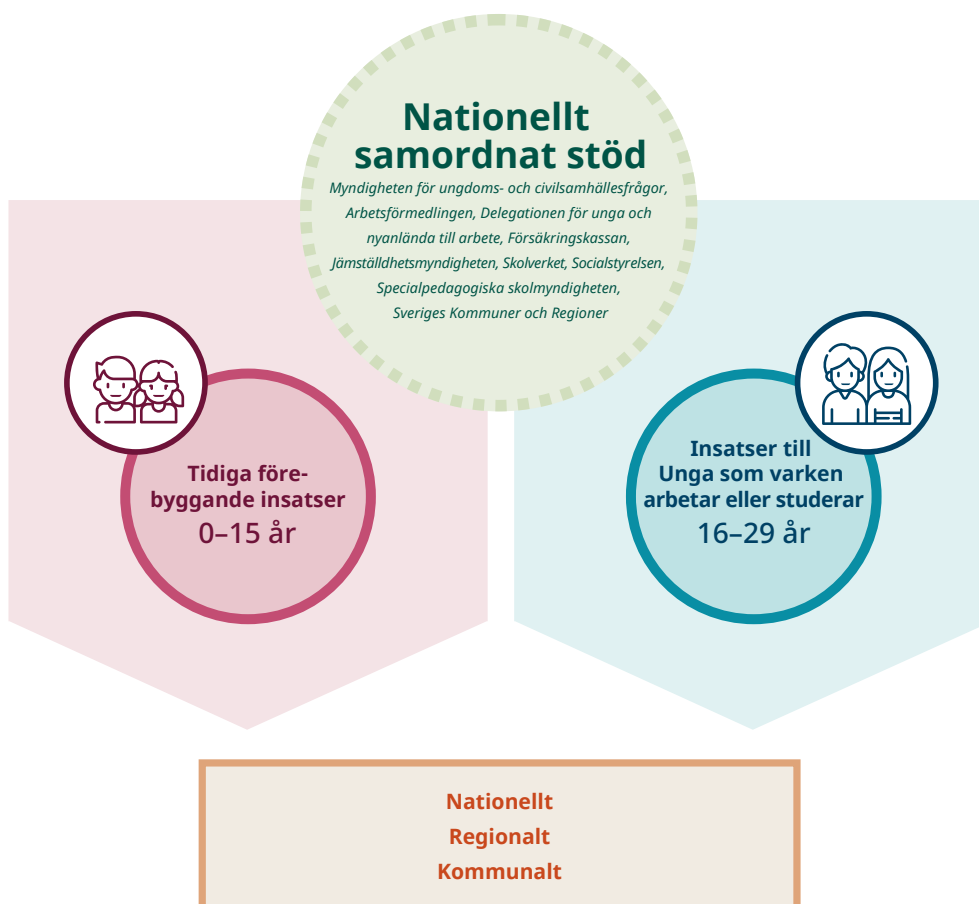 Nationellt
samordnat stöd
Myndigheten för ungdoms- och civilsamhällesfrågor,
Arbetsförmedlingen, Delegationen för unga och
nyanlända till arbete, Försäkringskassan,
Jämställdhetsmyndigheten, Skolverket, Socialstyrelsen,
Specialpedagogiska skolmyndigheten,
Sveriges Kommuner och Regioner
Tidiga före-
byggande insatser
0–15 år
Insatser till
Unga som varken
arbetar eller studerar
16–29 år
Nationellt
Regionalt
Kommunalt